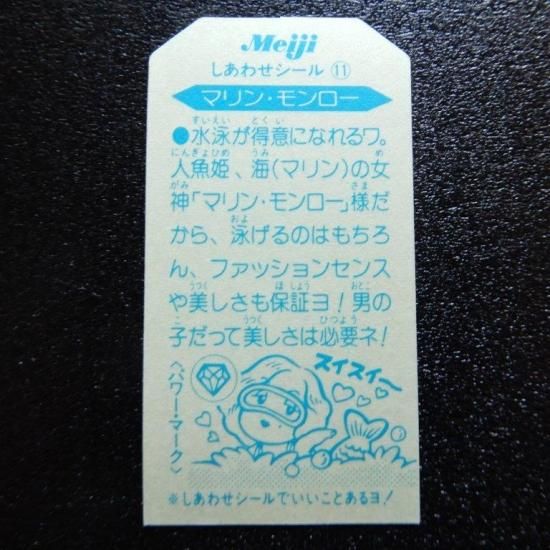 Meiji
しあわせシール ⑪
マリン・モンロー
●水泳が得意になれるワ。
人魚姫、海(マリン)の女
神「マリン・モンロー」様だ
から、泳げるのはもちろ
ん、ファッションセンス
や美しさも保証ヨ！男の
子だって美しさは必要ネ！
〈パワー・マーク〉
スイスイ〜
※しあわせシールでいいことあるヨ！